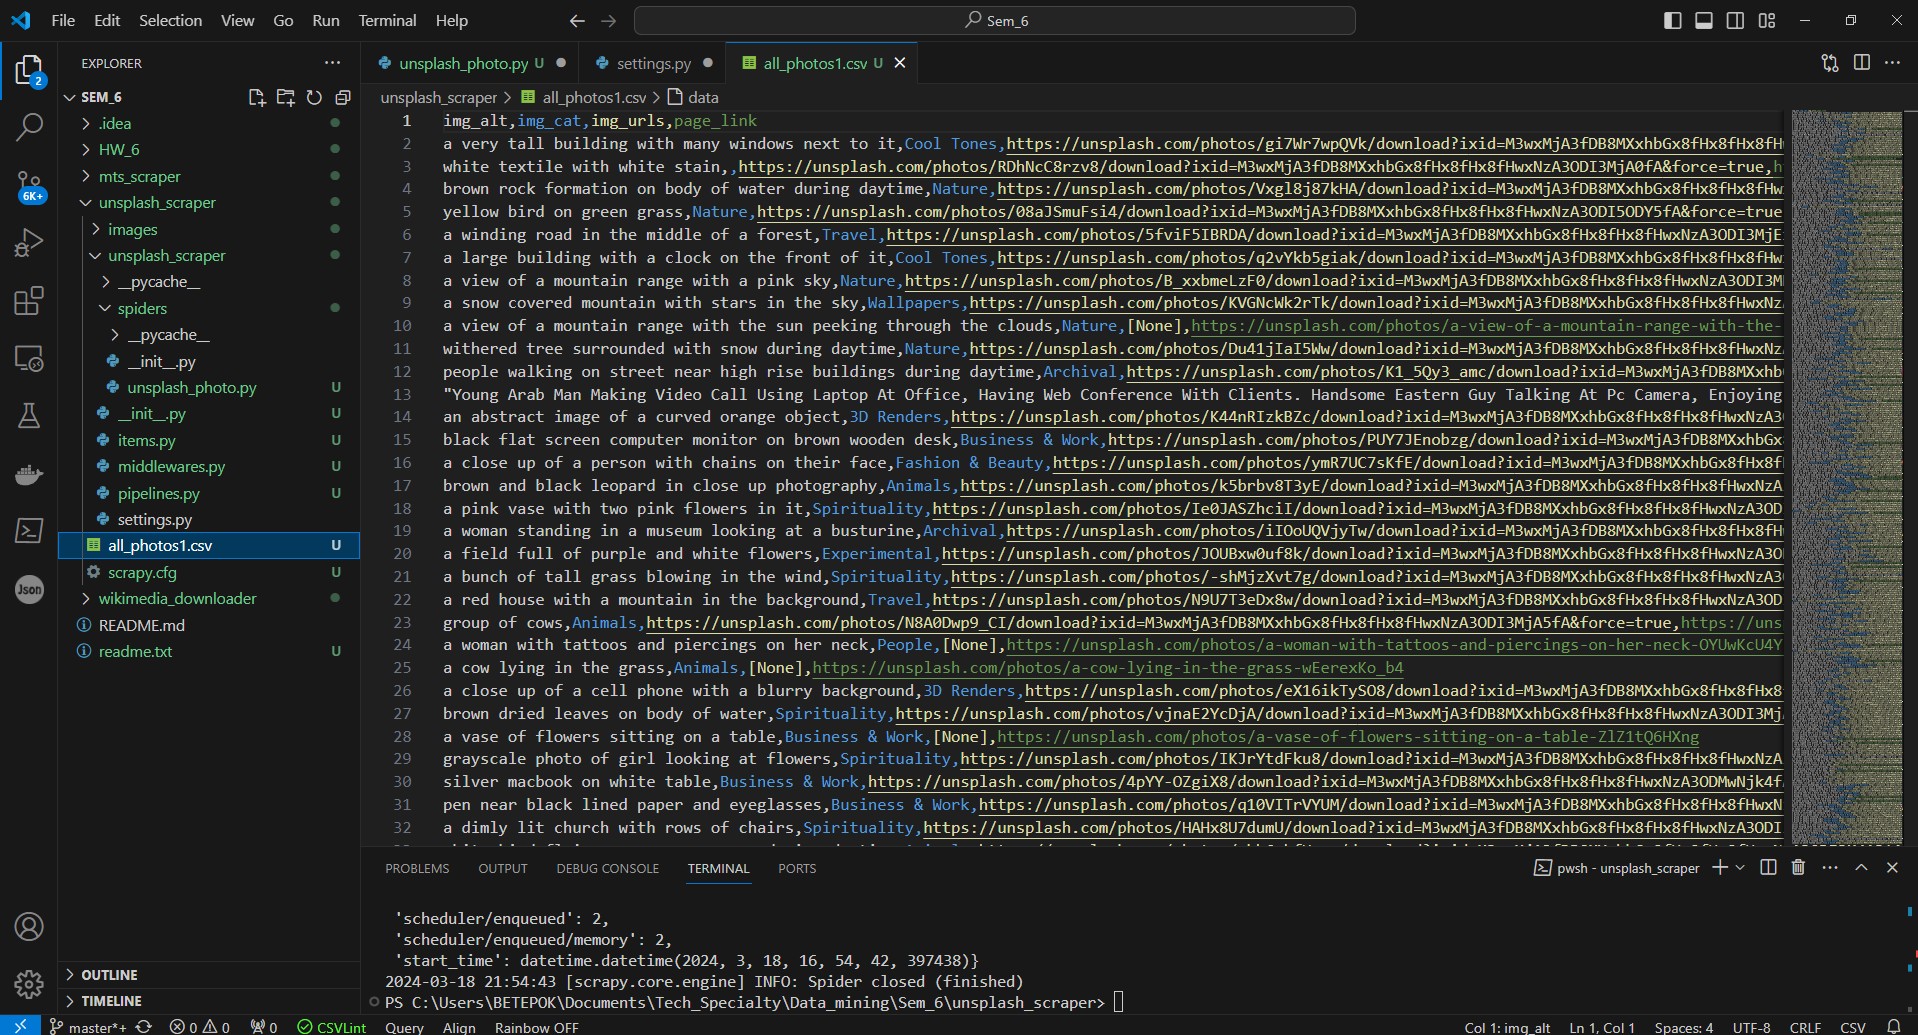 File Edit Selection View Go Run Terminal Help
Sem_6
EXPLORER
SEM_6
.idea
HW_6
mts_scraper
unsplash_scraper
images
unsplash_scraper
__pycache__
spiders
__pycache__
__init__.py
unsplash_photo.py U
__init__.py U
items.py U
middlewares.py U
pipelines.py U
settings.py
all_photos1.csv U
scrapy.cfg U
wikimedia_downloader
README.md
readme.txt U
OUTLINE
TIMELINE
2
6K+
Json
unsplash_photo.py U settings.py all_photos1.csv U
unsplash_scraper > all_photos1.csv > data
1 img_alt,img_cat,img_urls,page_link
2 a very tall building with many windows next to it,Cool Tones,https://unsplash.com/photos/gi7Wr7wpQVk/download?ixid=M3wxMjA3fDB8MXxhbGx8fHx8fHx8fH
3 white textile with white stain,,https://unsplash.com/photos/RDhNcC8rzv8/download?ixid=M3wxMjA3fDB8MXxhbGx8fHx8fHx8fHwxNzA3ODI3MjA0fA&force=true,
4 brown rock formation on body of water during daytime,Nature,https://unsplash.com/photos/Vxgl8j87kHA/download?ixid=M3wxMjA3fDB8MXxhbGx8fHx8fHx8fHw
5 yellow bird on green grass,Nature,https://unsplash.com/photos/08aJSmuFsi4/download?ixid=M3wxMjA3fDB8MXxhbGx8fHx8fHx8fHwxNzA3ODI5ODY5fA&force=true
6 a winding road in the middle of a forest,Travel,https://unsplash.com/photos/5fviF5IBRDA/download?ixid=M3wxMjA3fDB8MXxhbGx8fHx8fHx8fHwxNzA3ODI3MjE
7 a large building with a clock on the front of it,Cool Tones,https://unsplash.com/photos/q2vYkb5giak/download?ixid=M3wxMjA3fDB8MXxhbGx8fHx8fHx8fHw
8 a view of a mountain range with a pink sky,Nature,https://unsplash.com/photos/B_xxbmeLzF0/download?ixid=M3wxMjA3fDB8MXxhbGx8fHx8fHx8fHwxNzA3ODI3M
9 a snow covered mountain with stars in the sky,Wallpapers,https://unsplash.com/photos/KVGNcWk2rTk/download?ixid=M3wxMjA3fDB8MXxhbGx8fHx8fHx8fHwxNz
10 a view of a mountain range with the sun peeking through the clouds,Nature,[None],https://unsplash.com/photos/a-view-of-a-mountain-range-with-the-
11 withered tree surrounded with snow during daytime,Nature,https://unsplash.com/photos/Du41jIaI5Ww/download?ixid=M3wxMjA3fDB8MXxhbGx8fHx8fHx8fHwxNz
12 people walking on street near high rise buildings during daytime,Archival,https://unsplash.com/photos/K1_5Qy3_amc/download?ixid=M3wxMjA3fDB8MXxhb
13 "Young Arab Man Making Video Call Using Laptop At Office, Having Web Conference With Clients. Handsome Eastern Guy Talking At Pc Camera, Enjoying
14 an abstract image of a curved orange object,3D Renders,https://unsplash.com/photos/K44nRIzkBZc/download?ixid=M3wxMjA3fDB8MXxhbGx8fHx8fHx8fHwxNzA3
15 black flat screen computer monitor on brown wooden desk,Business & Work,https://unsplash.com/photos/PUY7JEnobzg/download?ixid=M3wxMjA3fDB8MXxhbGx
16 a close up of a person with chains on their face,Fashion & Beauty,https://unsplash.com/photos/ymR7UC7sKfE/download?ixid=M3wxMjA3fDB8MXxhbGx8fHx8f
17 brown and black leopard in close up photography,Animals,https://unsplash.com/photos/k5brbv8T3yE/download?ixid=M3wxMjA3fDB8MXxhbGx8fHx8fHx8fHwxNzA
18 a pink vase with two pink flowers in it,Spirituality,https://unsplash.com/photos/Ie0JASZhciI/download?ixid=M3wxMjA3fDB8MXxhbGx8fHx8fHx8fHwxNzA3OD
19 a woman standing in a museum looking at a busturine,Archival,https://unsplash.com/photos/iIOoUQVjyTw/download?ixid=M3wxMjA3fDB8MXxhbGx8fHx8fHx8fH
20 a field full of purple and white flowers,Experimental,https://unsplash.com/photos/JOUBxw0uf8k/download?ixid=M3wxMjA3fDB8MXxhbGx8fHx8fHx8fHwxNzA3O
21 a bunch of tall grass blowing in the wind,Spirituality,https://unsplash.com/photos/-shMjzXvt7g/download?ixid=M3wxMjA3fDB8MXxhbGx8fHx8fHx8fHwxNzA3
22 a red house with a mountain in the background,Travel,https://unsplash.com/photos/N9U7T3eDx8w/download?ixid=M3wxMjA3fDB8MXxhbGx8fHx8fHx8fHwxNzA3OD
23 group of cows,Animals,https://unsplash.com/photos/N8A0Dwp9_CI/download?ixid=M3wxMjA3fDB8MXxhbGx8fHx8fHx8fHwxNzA3ODI3MjA5fA&force=true,https://uns
24 a woman with tattoos and piercings on her neck,People,[None],https://unsplash.com/photos/a-woman-with-tattoos-and-piercings-on-her-neck-OYUwKcU4Y
25 a cow lying in the grass,Animals,[None],https://unsplash.com/photos/a-cow-lying-in-the-grass-wEerexKo_b4
26 a close up of a cell phone with a blurry background,3D Renders,https://unsplash.com/photos/eX16ikTySO8/download?ixid=M3wxMjA3fDB8MXxhbGx8fHx8fHx8
27 brown dried leaves on body of water,Spirituality,https://unsplash.com/photos/vjnaE2YcDjA/download?ixid=M3wxMjA3fDB8MXxhbGx8fHx8fHx8fHwxNzA3ODI3Mj
28 a vase of flowers sitting on a table,Business & Work,[None],https://unsplash.com/photos/a-vase-of-flowers-sitting-on-a-table-ZlZ1tQ6HXng
29 grayscale photo of girl looking at flowers,Spirituality,https://unsplash.com/photos/IKJrYtdFku8/download?ixid=M3wxMjA3fDB8MXxhbGx8fHx8fHx8fHwxNzA
30 silver macbook on white table,Business & Work,https://unsplash.com/photos/4pYY-OZgiX8/download?ixid=M3wxMjA3fDB8MXxhbGx8fHx8fHx8fHwxNzA3ODMwNjk4f
31 pen near black lined paper and eyeglasses,Business & Work,https://unsplash.com/photos/q10VITrVYUM/download?ixid=M3wxMjA3fDB8MXxhbGx8fHx8fHx8fHwxN
32 a dimly lit church with rows of chairs,Spirituality,https://unsplash.com/photos/HAHx8U7dumU/download?ixid=M3wxMjA3fDB8MXxhbGx8fHx8fHx8fHwxNzA3ODI
PROBLEMS OUTPUT DEBUG CONSOLE TERMINAL PORTS
pwsh - unsplash_scraper
'scheduler/enqueued': 2,
'scheduler/enqueued/memory': 2,
'start_time': datetime.datetime(2024, 3, 18, 16, 54, 42, 397438)}
2024-03-18 21:54:43 [scrapy.core.engine] INFO: Spider closed (finished)
PS C:\Users\BETEPOK\Documents\Tech_Specialty\Data_mining\Sem_6\unsplash_scraper>
master*+ 0 0 0 CSVLint Query Align Rainbow OFF
Col 1: img_alt Ln 1, Col 1 Spaces: 4 UTF-8 CRLF CSV